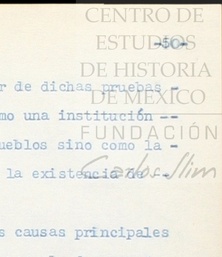 CENTRO DE
ESTUDIOS
-50-
DE HISTORIA
r de dichas pruebas -
DE MEXICO
mo una institución --
FUNDACIÓN
ueblos sino como la -
Carlos Slim
la existencia de --
s causas principales